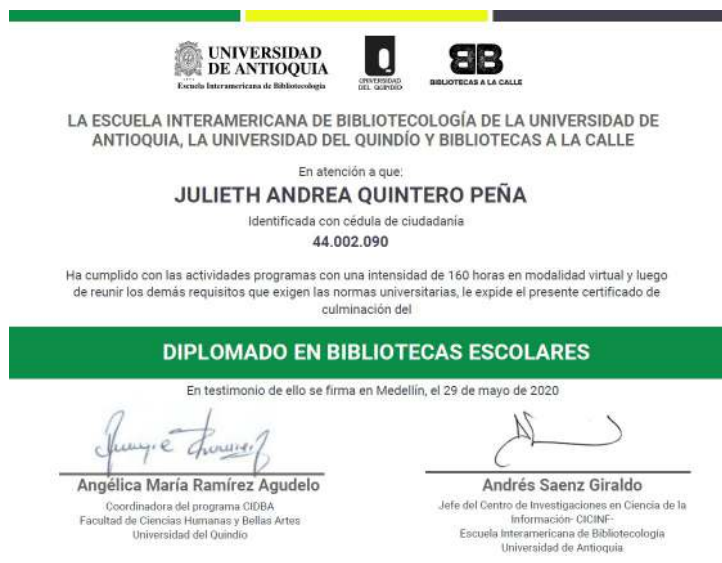 UNIVERSIDAD
DE ANTIOQUIA
Escuela Interamericana de Bibliotecología
UNIVERSIDAD
DEL QUINDÍO
BIBLIOTECAS A LA CALLE
LA ESCUELA INTERAMERICANA DE BIBLIOTECOLOGÍA DE LA UNIVERSIDAD DE
ANTIOQUIA, LA UNIVERSIDAD DEL QUINDÍO Y BIBLIOTECAS A LA CALLE
En atención a que:
JULIETH ANDREA QUINTERO PEÑA
Identificada con cédula de ciudadanía
44.002.090
Ha cumplido con las actividades programas con una intensidad de 160 horas en modalidad virtual y luego
de reunir los demás requisitos que exigen las normas universitarias, le expide el presente certificado de
culminación del
DIPLOMADO EN BIBLIOTECAS ESCOLARES
En testimonio de ello se firma en Medellín, el 29 de mayo de 2020
Angélica María Ramírez Agudelo
Coordinadora del programa CIDBA
Facultad de Ciencias Humanas y Bellas Artes
Universidad del Quindío
Andrés Saenz Giraldo
Jefe del Centro de Investigaciones en Ciencia de la
Información- CICINF-
Escuela Interamericana de Bibliotecología
Universidad de Antioquia